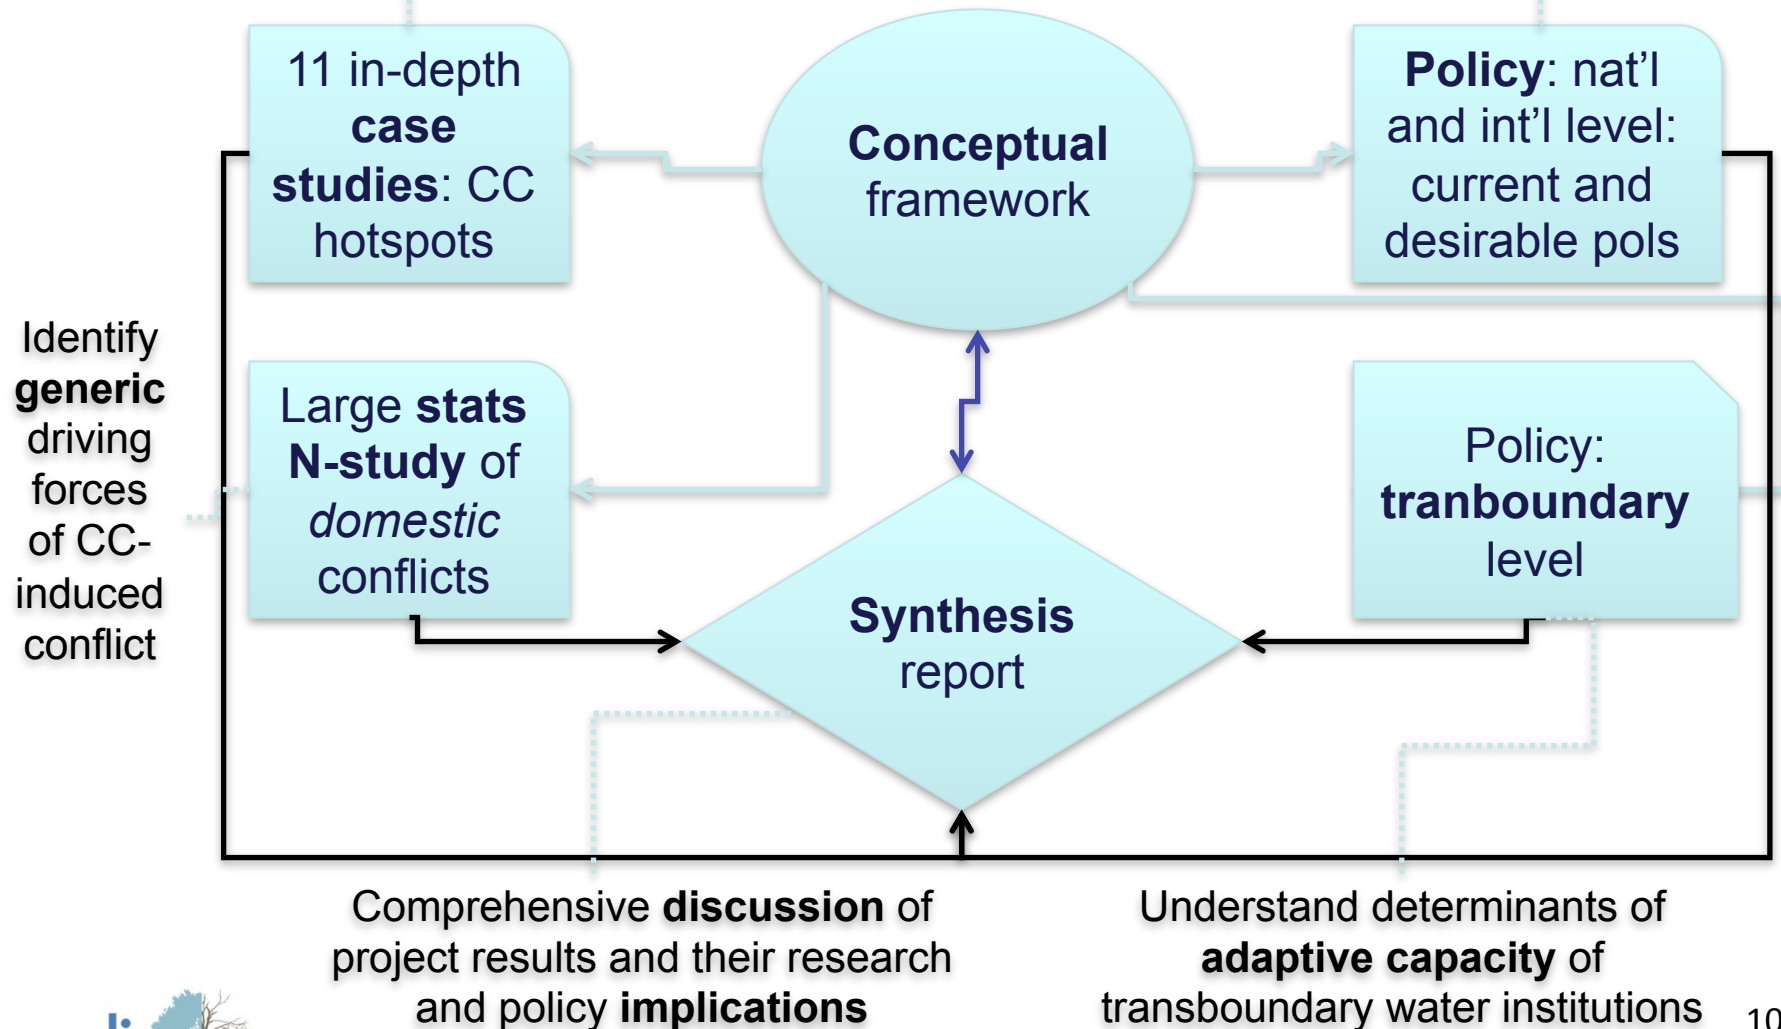 11 in-depth
case
studies: CC
hotspots
Conceptual
framework
Policy: nat’l
and int’l level:
current and
desirable pols
Identify
generic
driving
forces
of CC-
induced
conflict
Large stats
N-study of
domestic
conflicts
Synthesis
report
Policy:
tranboundary
level
Comprehensive discussion of
project results and their research
and policy implications
Understand determinants of
adaptive capacity of
transboundary water institutions
10